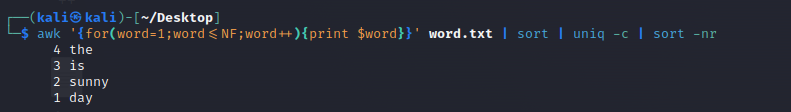 ┌──(kali㉿kali)-[~/Desktop]
└─$ awk '{for(word=1;word<=NF;word++){print $word}}' word.txt | sort | uniq -c | sort -nr
4 the
3 is
2 sunny
1 day